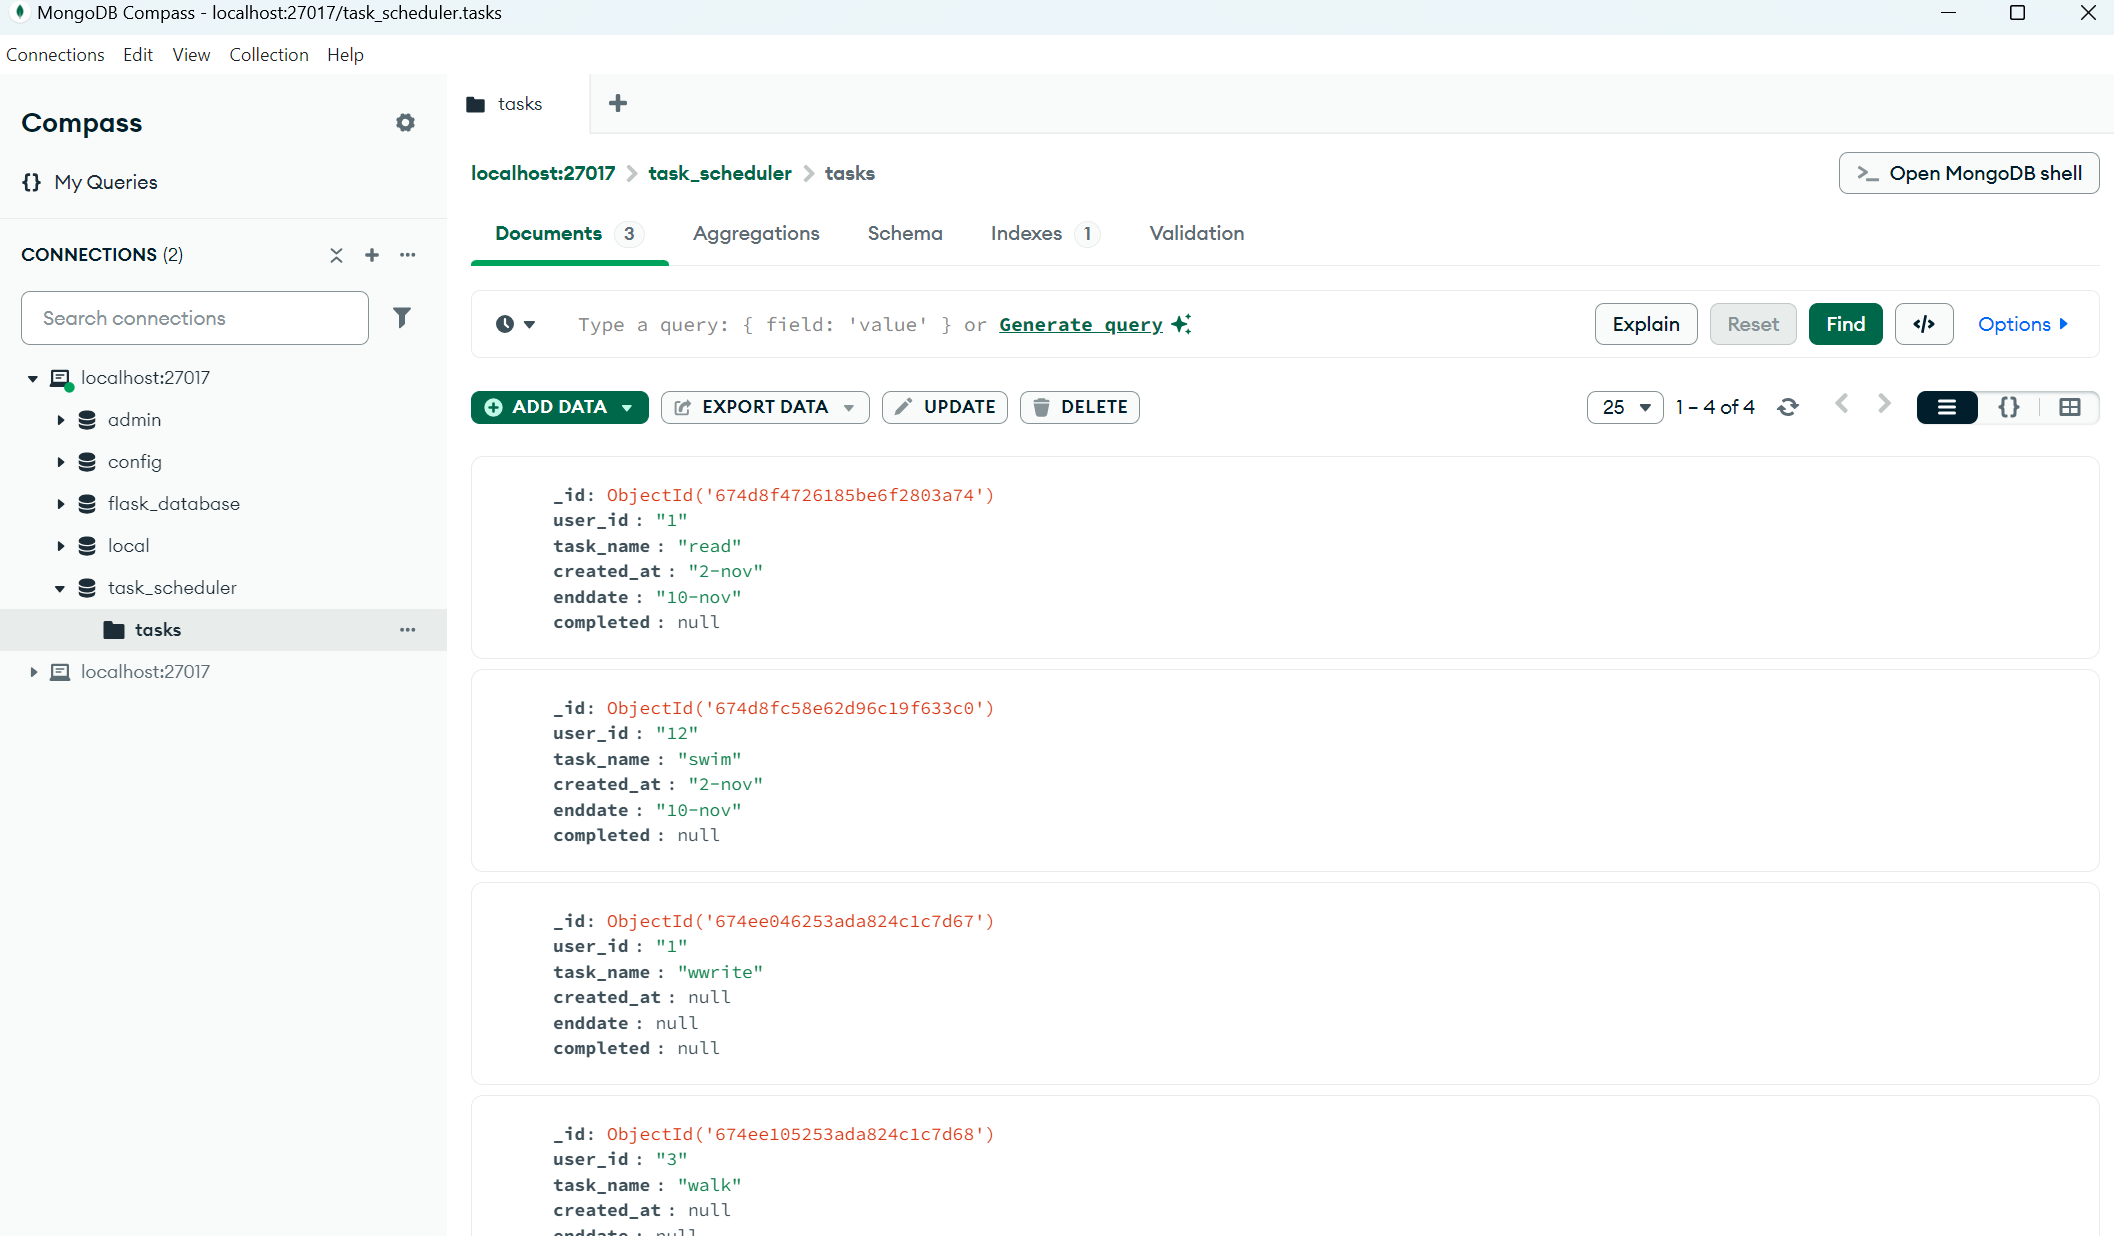 MongoDB Compass - localhost:27017/task_scheduler.tasks
Connections Edit View Collection Help
Compass
{} My Queries
CONNECTIONS (2)
Search connections
localhost:27017
admin
config
flask_database
local
task_scheduler
tasks
localhost:27017
tasks
localhost:27017 > task_scheduler > tasks
>_ Open MongoDB shell
Documents 3 Aggregations Schema Indexes 1 Validation
Type a query: { field: 'value' } or Generate query
Explain Reset Find </> Options
ADD DATA EXPORT DATA UPDATE DELETE
25 1 – 4 of 4 {}
_id: ObjectId('674d8f4726185be6f2803a74')
user_id : "1"
task_name : "read"
created_at : "2-nov"
enddate : "10-nov"
completed : null
_id: ObjectId('674d8fc58e62d96c19f633c0')
user_id : "12"
task_name : "swim"
created_at : "2-nov"
enddate : "10-nov"
completed : null
_id: ObjectId('674ee046253ada824c1c7d67')
user_id : "1"
task_name : "wwrite"
created_at : null
enddate : null
completed : null
_id: ObjectId('674ee105253ada824c1c7d68')
user_id : "3"
task_name : "walk"
created_at : null
enddate : null